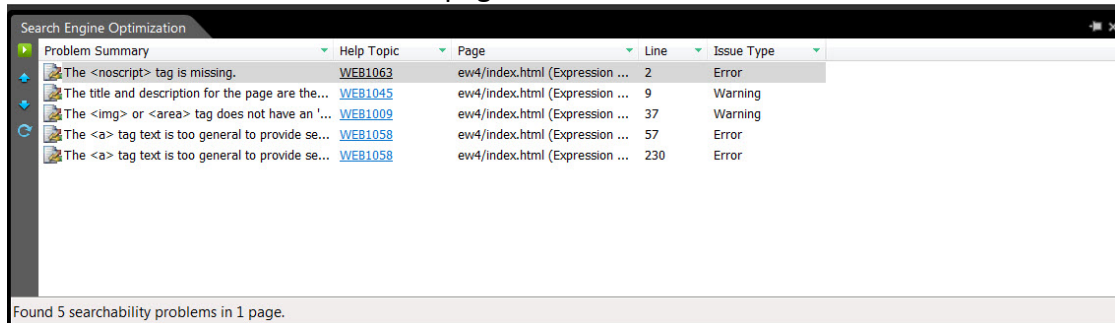 Search Engine Optimization
Problem Summary Help Topic Page Line Issue Type
The <noscript> tag is missing. WEB1063 ew4/index.html (Expression ... 2 Error
The title and description for the page are the... WEB1045 ew4/index.html (Expression ... 9 Warning
The <img> or <area> tag does not have an '... WEB1009 ew4/index.html (Expression ... 37 Warning
The <a> tag text is too general to provide se... WEB1058 ew4/index.html (Expression ... 57 Error
The <a> tag text is too general to provide se... WEB1058 ew4/index.html (Expression ... 230 Error
Found 5 searchability problems in 1 page.